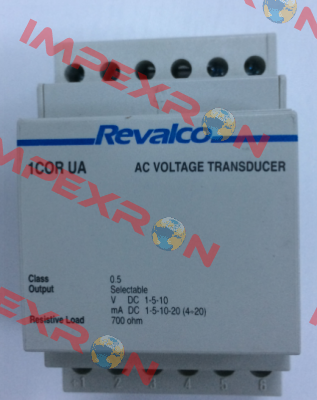 IMPEXRON
Revalco
1COR UA AC VOLTAGE TRANSDUCER
IMPEXRON
Class 0.5
Output Selectable
V DC 1-5-10
mA DC 1-5-10-20 (4÷20)
Resistive Load 700 ohm
IMPEXRON
1 2 3 4 5 6